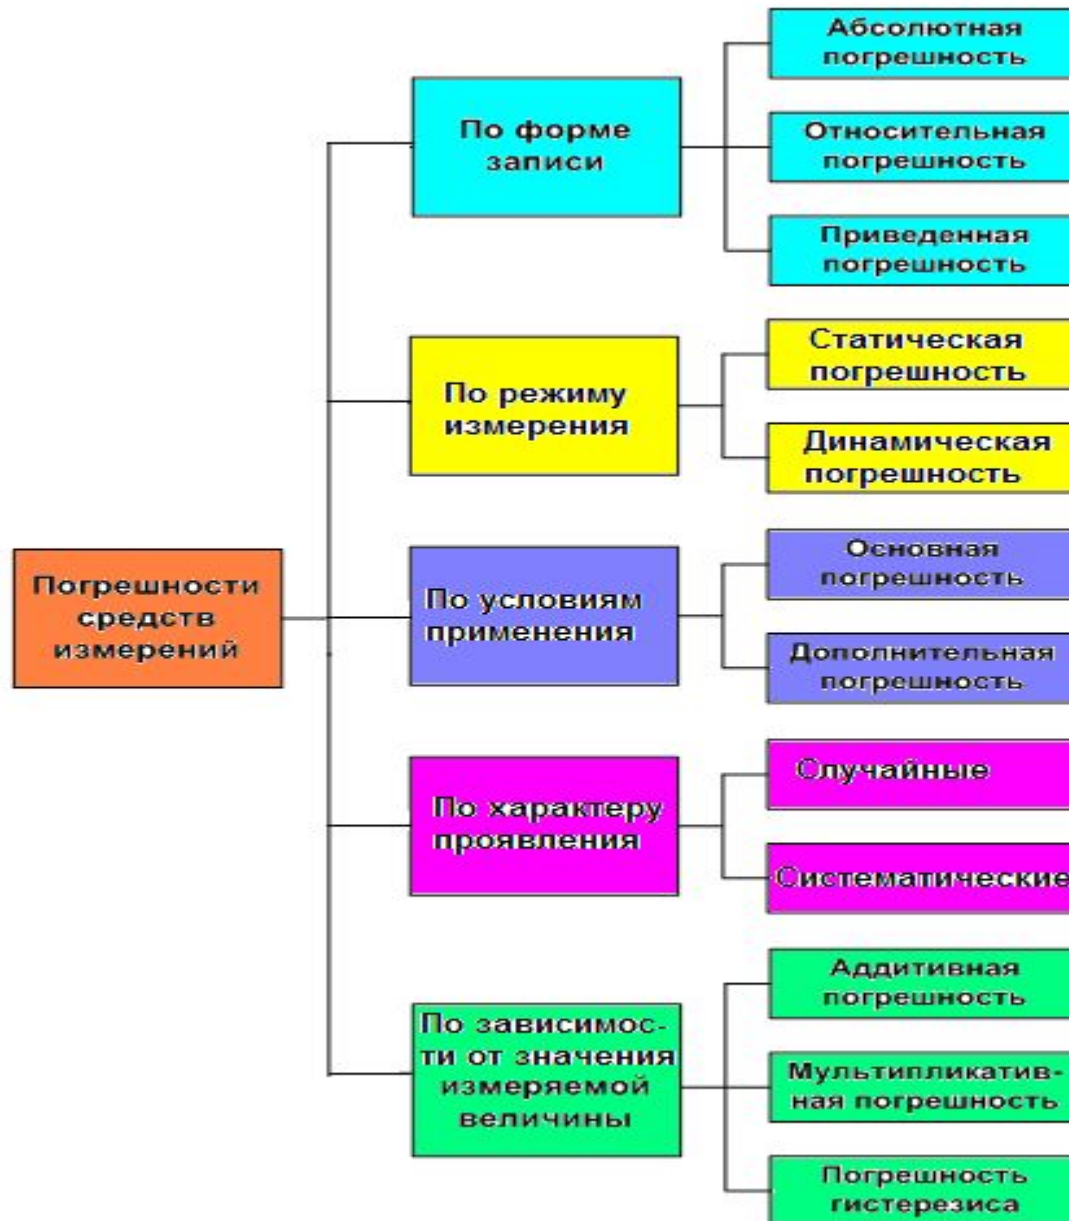 Погрешности
средств
измерений
По форме
записи
Абсолютная
погрешность
Относительная
погрешность
Приведенная
погрешность
По режиму
измерения
Статическая
погрешность
Динамическая
погрешность
По условиям
применения
Основная
погрешность
Дополнительная
погрешность
По характеру
проявления
Случайные
Систематические
По зависимос-
ти от значения
измеряемой
величины
Аддитивная
погрешность
Мультипликатив-
ная погрешность
Погрешность
гистерезиса